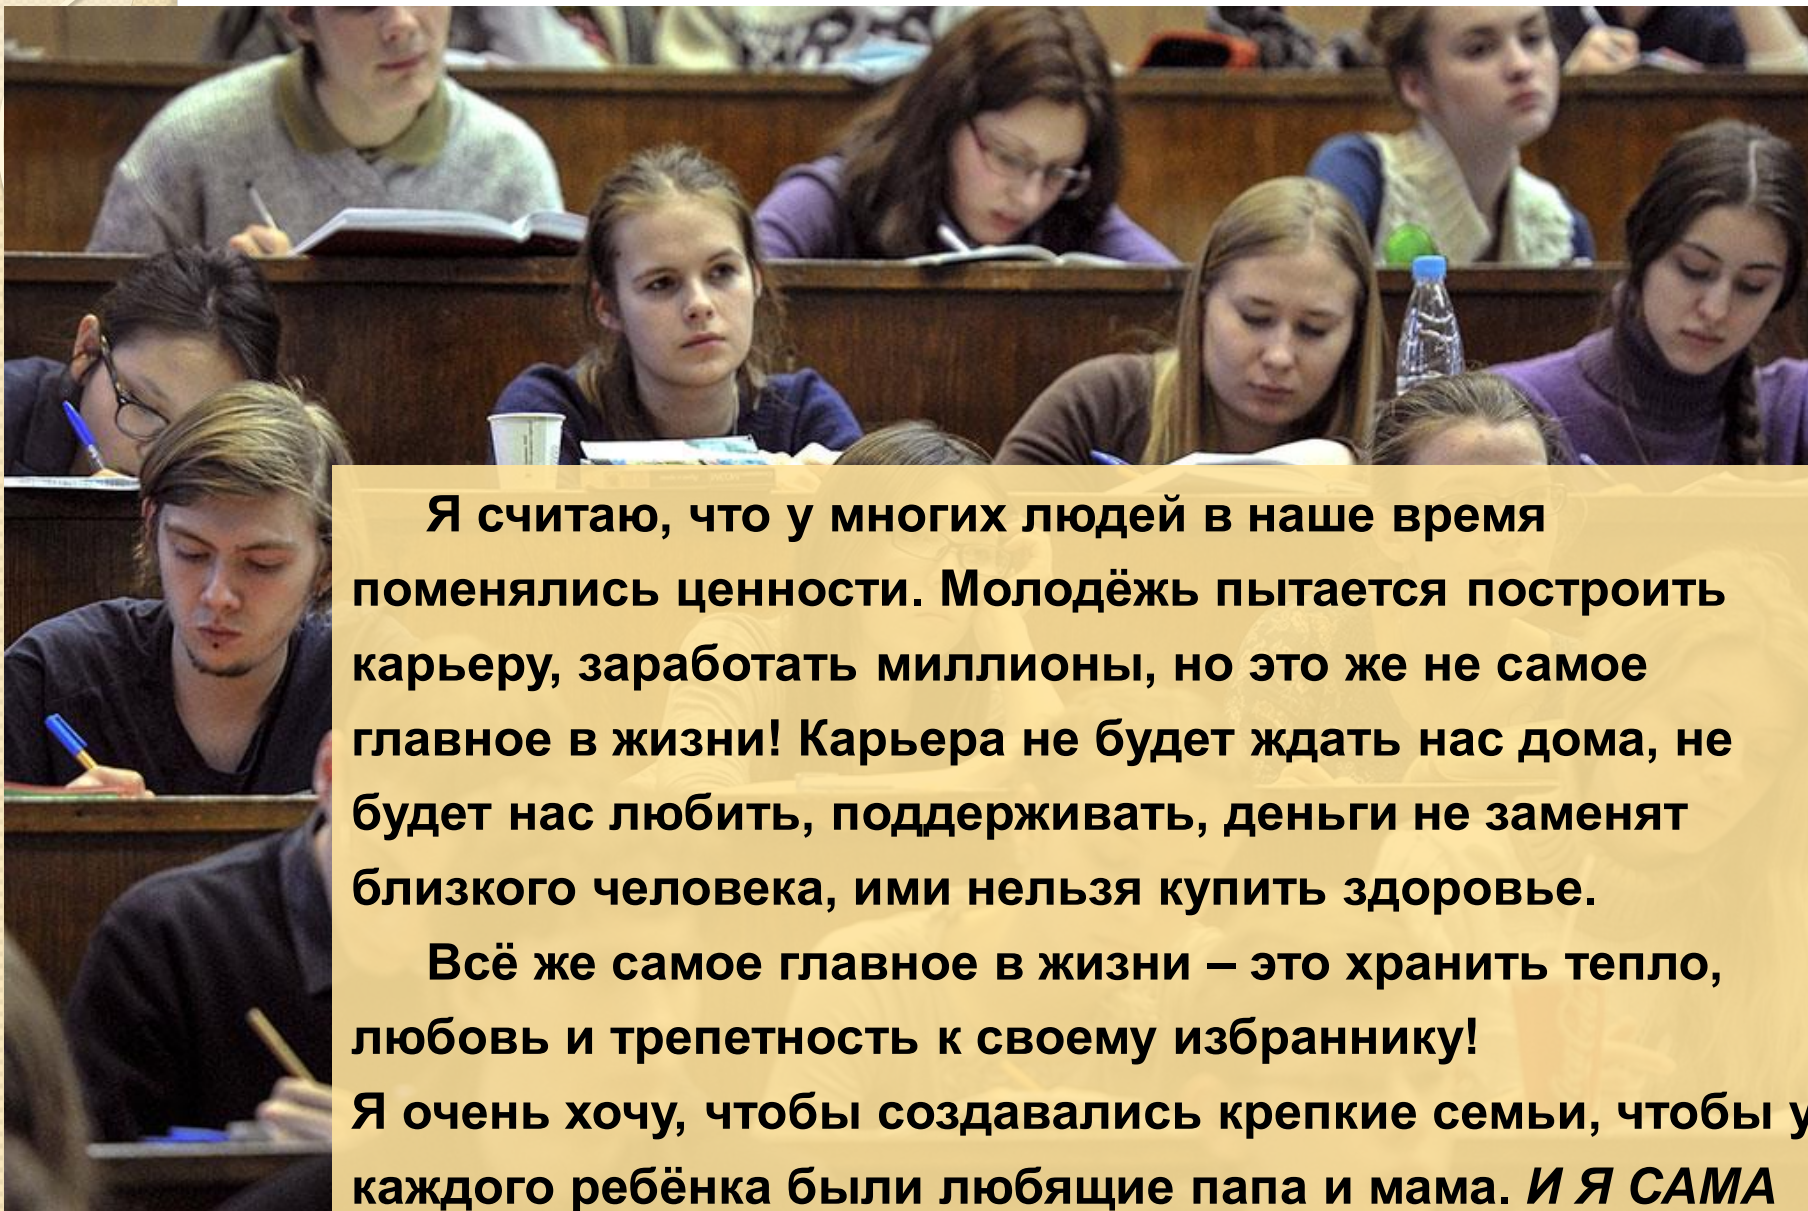 Я считаю, что у многих людей в наше время
поменялись ценности. Молодёжь пытается построить
карьеру, заработать миллионы, но это же не самое
главное в жизни! Карьера не будет ждать нас дома, не
будет нас любить, поддерживать, деньги не заменят
близкого человека, ими нельзя купить здоровье.
Всё же самое главное в жизни – это хранить тепло,
любовь и трепетность к своему избраннику!
Я очень хочу, чтобы создавались крепкие семьи, чтобы у
каждого ребёнка были любящие папа и мама. И Я САМА